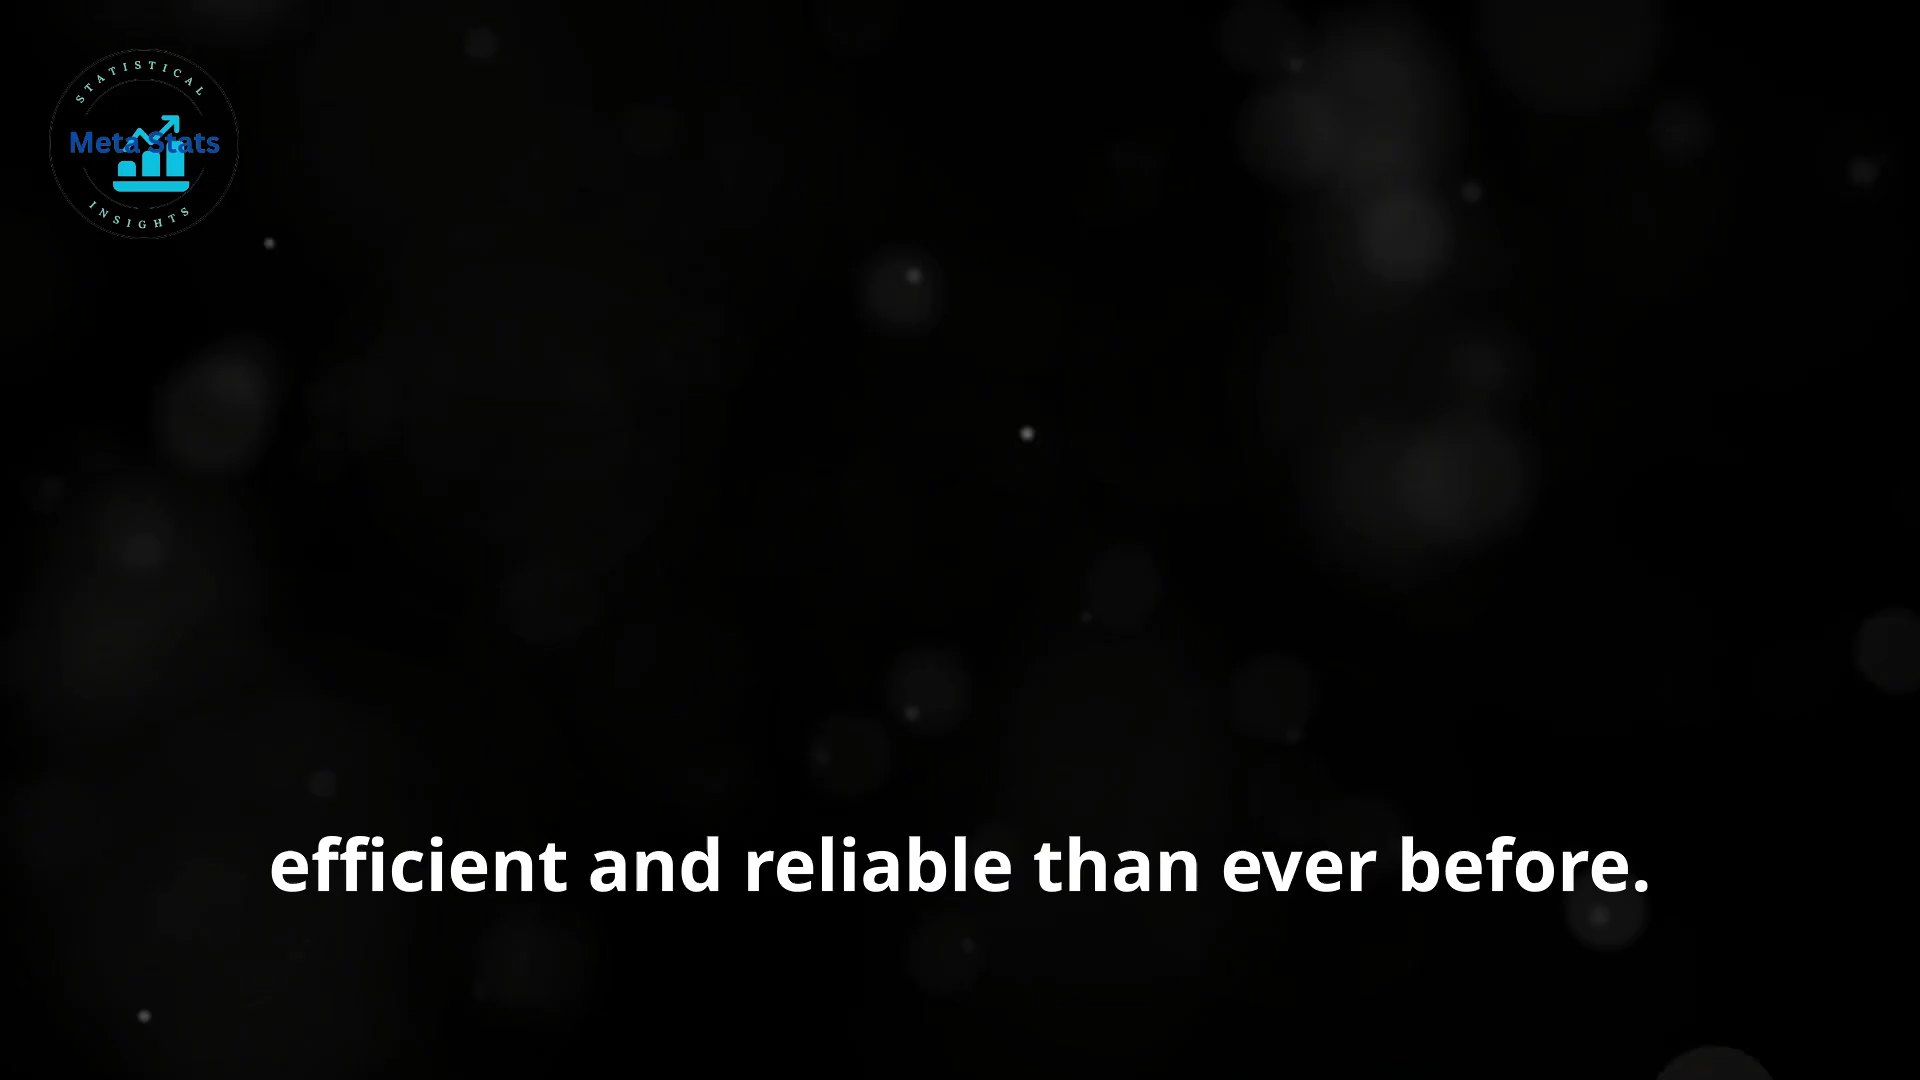 STATISTICAL
Meta Stats
INSIGHTS
efficient and reliable than ever before.